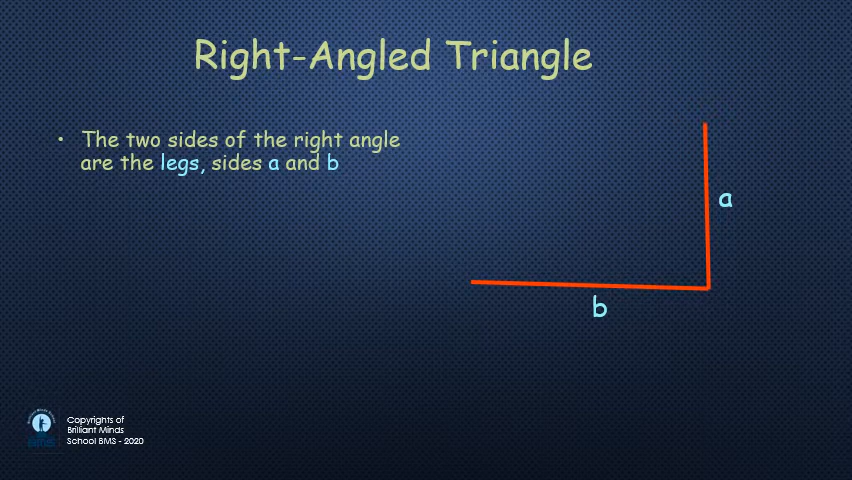 Right-Angled Triangle
• The two sides of the right angle
are the legs, sides a and b
a
b
Copyrights of
Brilliant Minds
School BMS - 2020